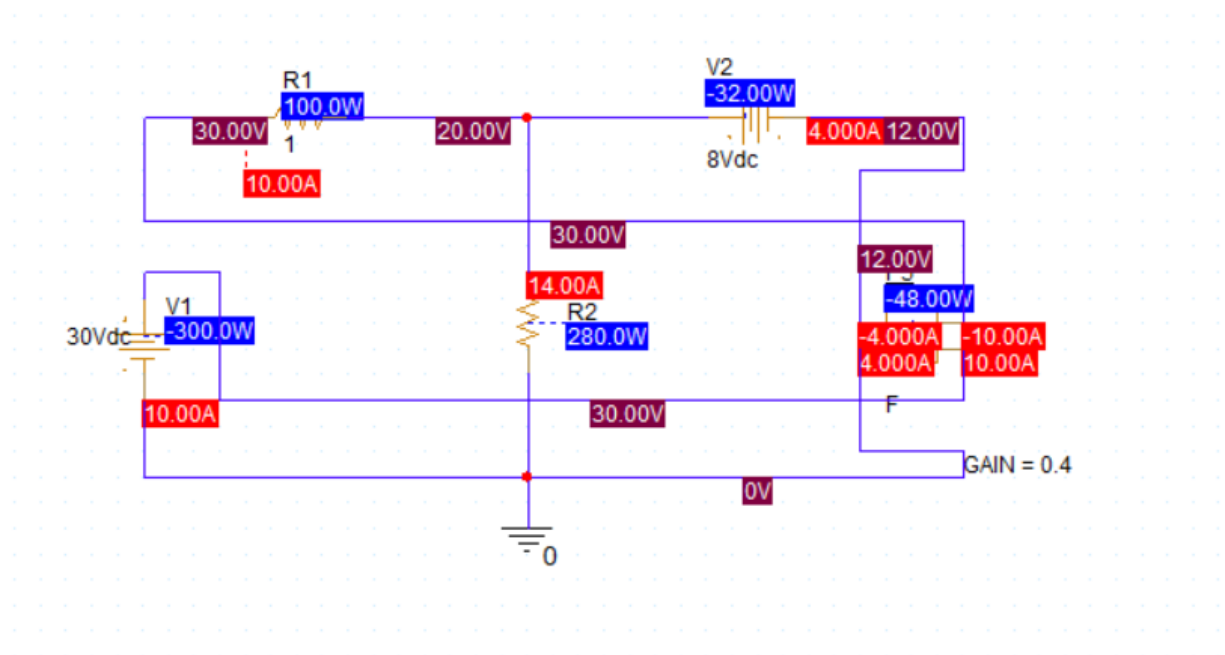 R1
100.0W
30.00V
1
10.00A
20.00V
V2
-32.00W
8Vdc
4.000A
12.00V
30.00V
V1
30Vdc
-300.0W
10.00A
14.00A
R2
280.0W
12.00V
-48.00W
-4.000A
-10.00A
4.000A
10.00A
F
30.00V
GAIN = 0.4
0V
0